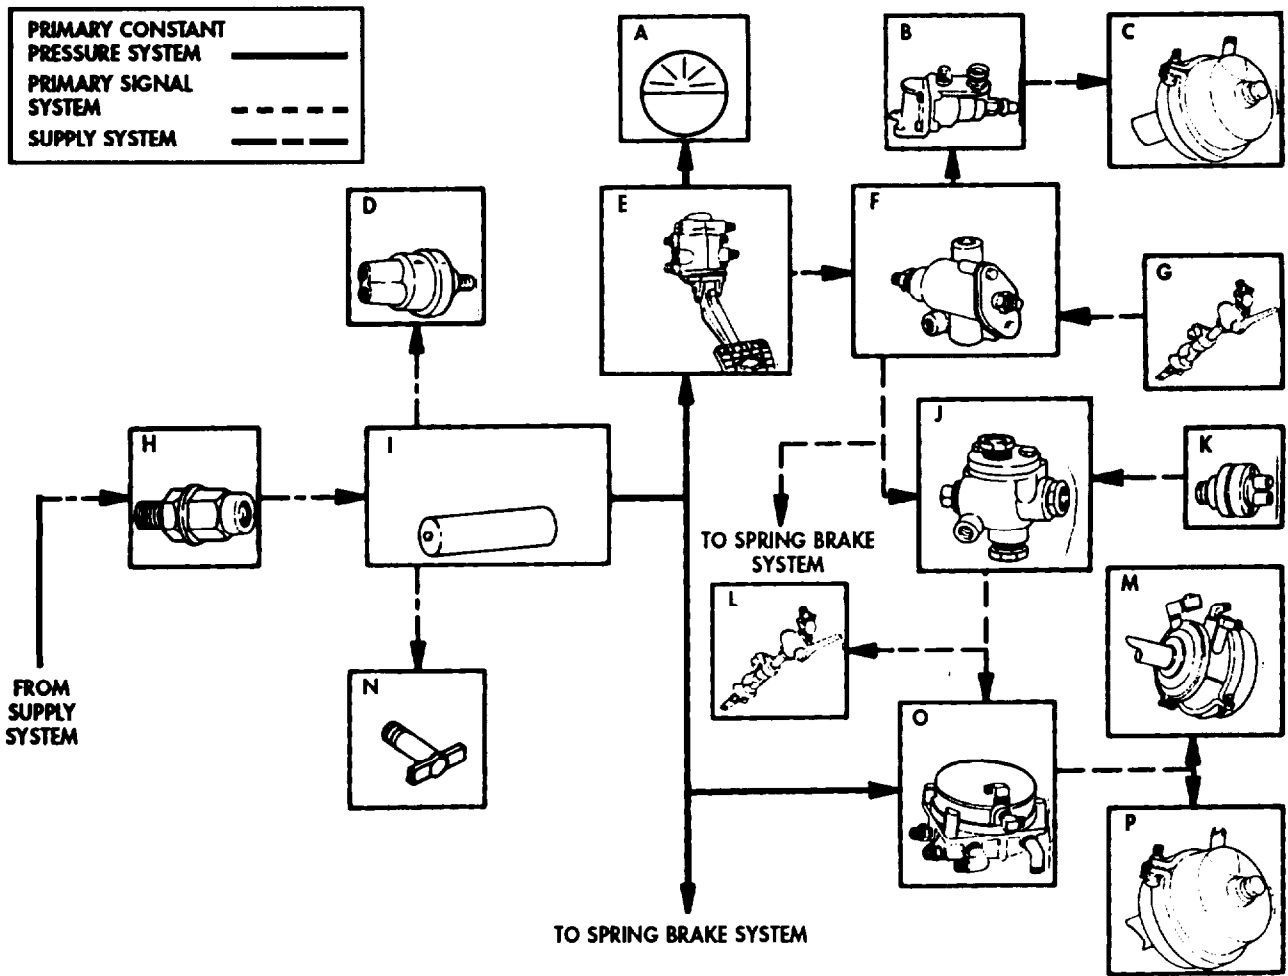 PRIMARY CONSTANT
PRESSURE SYSTEM
PRIMARY SIGNAL
SYSTEM
SUPPLY SYSTEM
A
B
C
D
E
F
G
H
I
J
K
TO SPRING BRAKE
SYSTEM
L
M
FROM
SUPPLY
SYSTEM
N
O
P
TO SPRING BRAKE SYSTEM